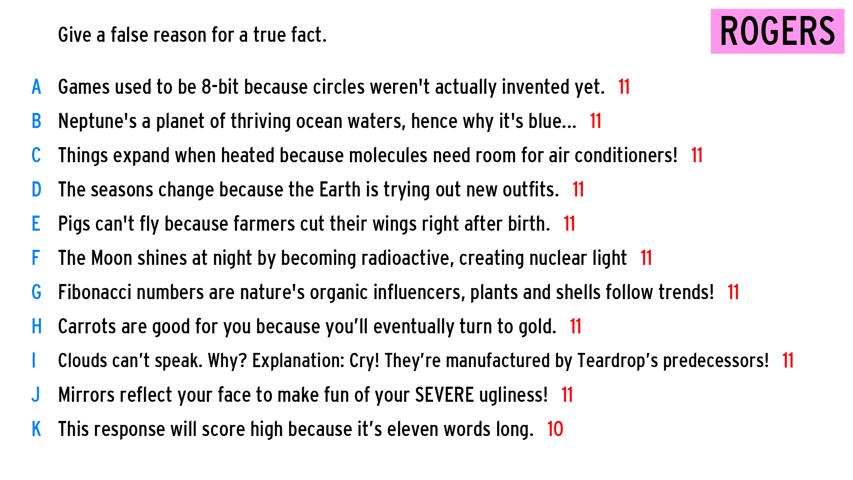 Give a false reason for a true fact.
ROGERS
A Games used to be 8-bit because circles weren't actually invented yet. 11
B Neptune's a planet of thriving ocean waters, hence why it's blue... 11
C Things expand when heated because molecules need room for air conditioners! 11
D The seasons change because the Earth is trying out new outfits. 11
E Pigs can't fly because farmers cut their wings right after birth. 11
F The Moon shines at night by becoming radioactive, creating nuclear light 11
G Fibonacci numbers are nature's organic influencers, plants and shells follow trends! 11
H Carrots are good for you because you’ll eventually turn to gold. 11
I Clouds can’t speak. Why? Explanation: Cry! They’re manufactured by Teardrop’s predecessors! 11
J Mirrors reflect your face to make fun of your SEVERE ugliness! 11
K This response will score high because it’s eleven words long. 10